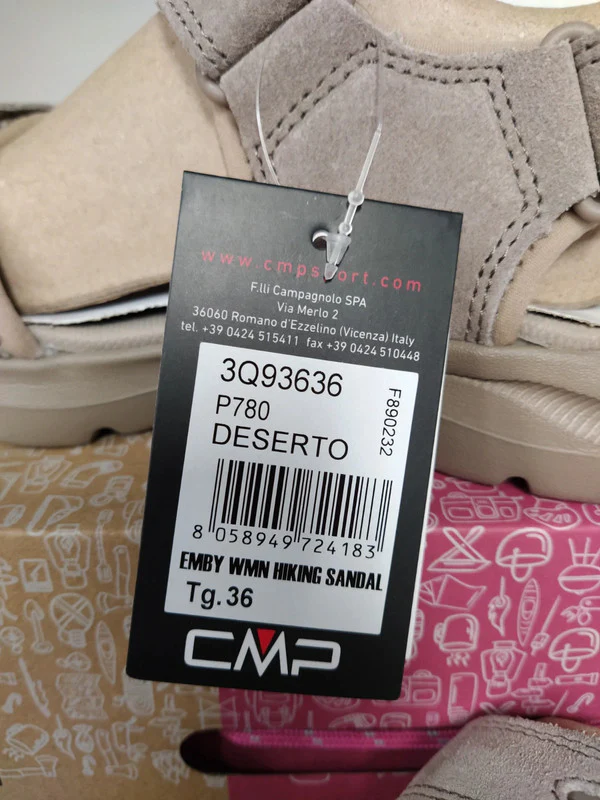 www.cmpsport.com
F.lli Campagnolo SPA
Via Merlo 2
36060 Romano d'Ezzelino (Vicenza) Italy
tel. +39 0424 515411 fax +39 0424 510448
3Q93636
P780
DESERTO
F890232
8 058949 724183
EMBY WMN HIKING SANDAL
Tg. 36
CMP